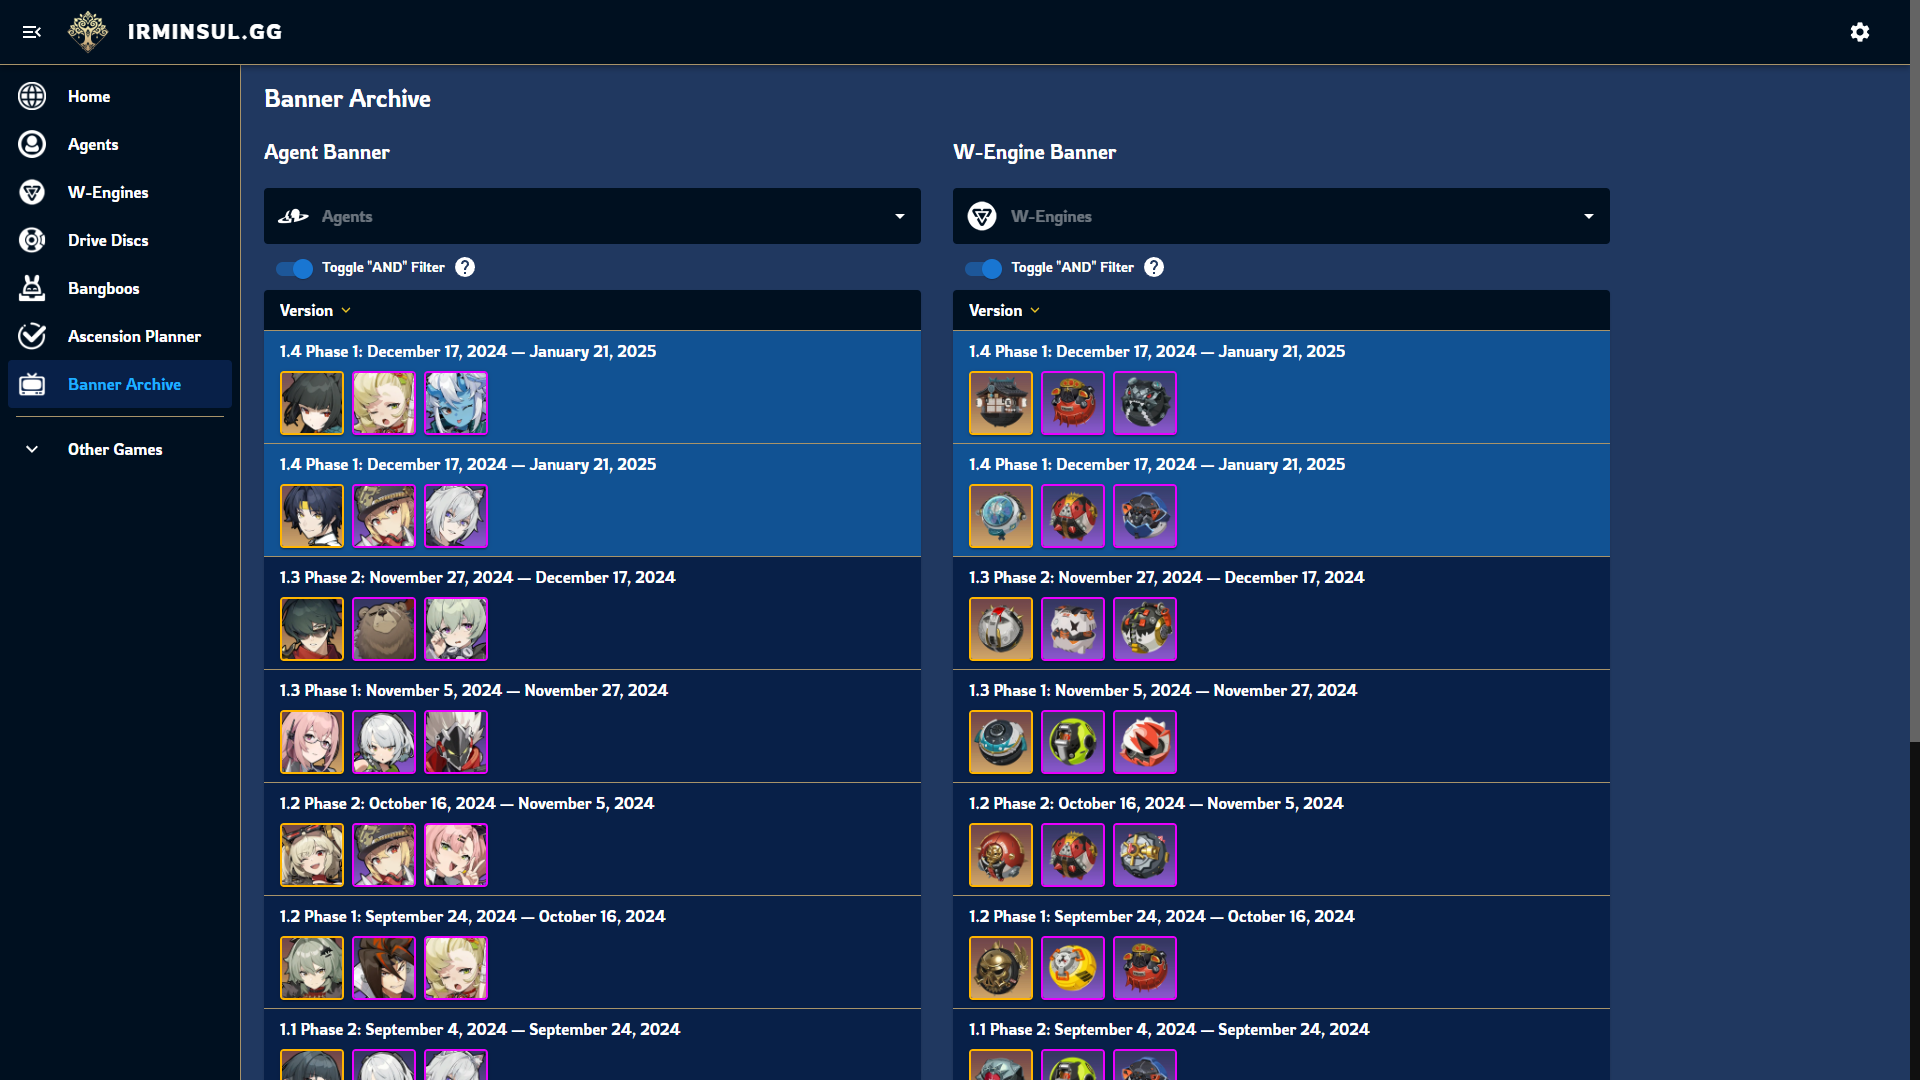 IRMINSUL.GG
Home
Agents
W-Engines
Drive Discs
Bangboos
Ascension Planner
Banner Archive
Other Games
Banner Archive
Agent Banner
Agents
Toggle "AND" Filter
Version
1.4 Phase 1: December 17, 2024 — January 21, 2025
1.4 Phase 1: December 17, 2024 — January 21, 2025
1.3 Phase 2: November 27, 2024 — December 17, 2024
1.3 Phase 1: November 5, 2024 — November 27, 2024
1.2 Phase 2: October 16, 2024 — November 5, 2024
1.2 Phase 1: September 24, 2024 — October 16, 2024
1.1 Phase 2: September 4, 2024 — September 24, 2024
W-Engine Banner
W-Engines
Toggle "AND" Filter
Version
1.4 Phase 1: December 17, 2024 — January 21, 2025
1.4 Phase 1: December 17, 2024 — January 21, 2025
1.3 Phase 2: November 27, 2024 — December 17, 2024
1.3 Phase 1: November 5, 2024 — November 27, 2024
1.2 Phase 2: October 16, 2024 — November 5, 2024
1.2 Phase 1: September 24, 2024 — October 16, 2024
1.1 Phase 2: September 4, 2024 — September 24, 2024